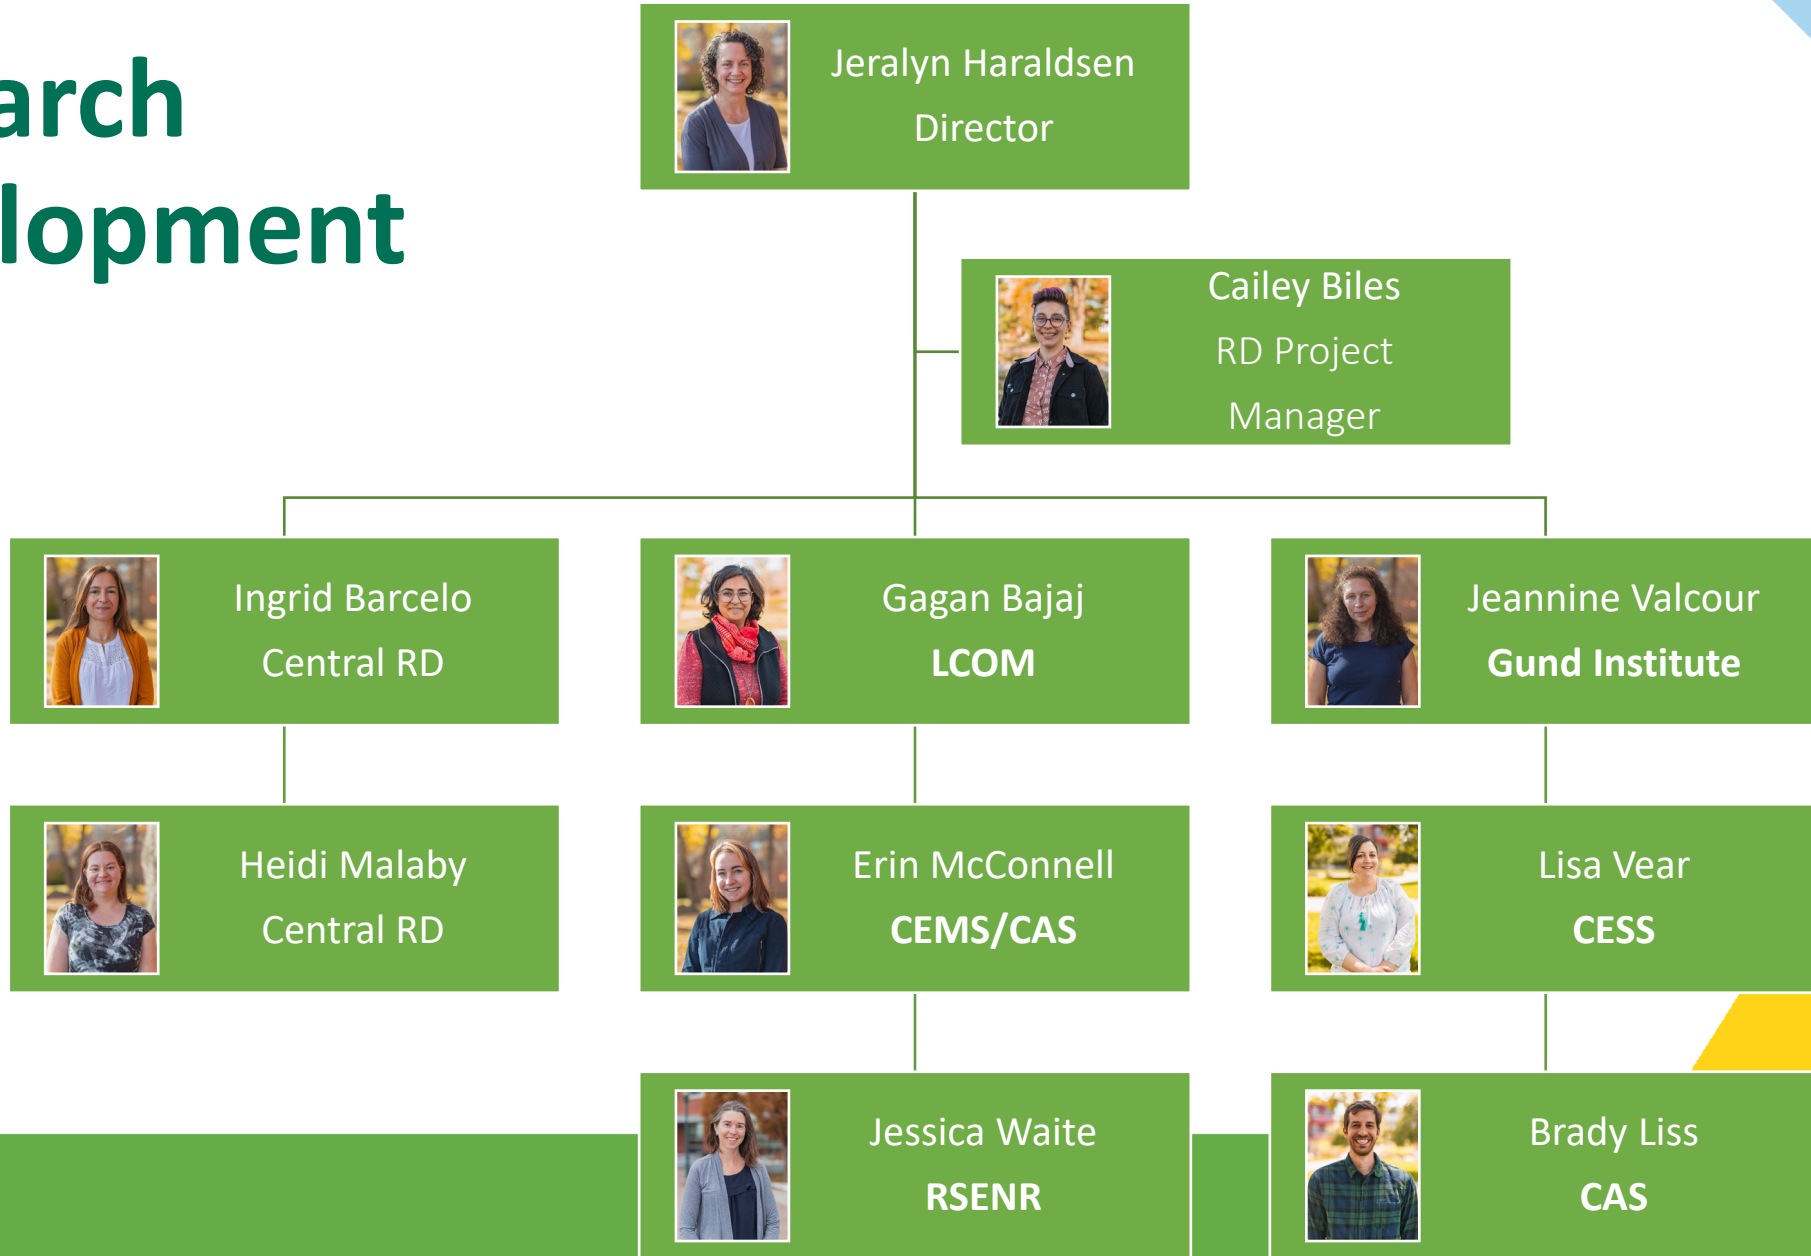 arch
lopment
Jeralyn Haraldsen
Director
Cailey Biles
RD Project
Manager
Ingrid Barcelo
Central RD
Gagan Bajaj
LCOM
Jeannine Valcour
Gund Institute
Heidi Malaby
Central RD
Erin McConnell
CEMS/CAS
Lisa Vear
CESS
Jessica Waite
RSENR
Brady Liss
CAS